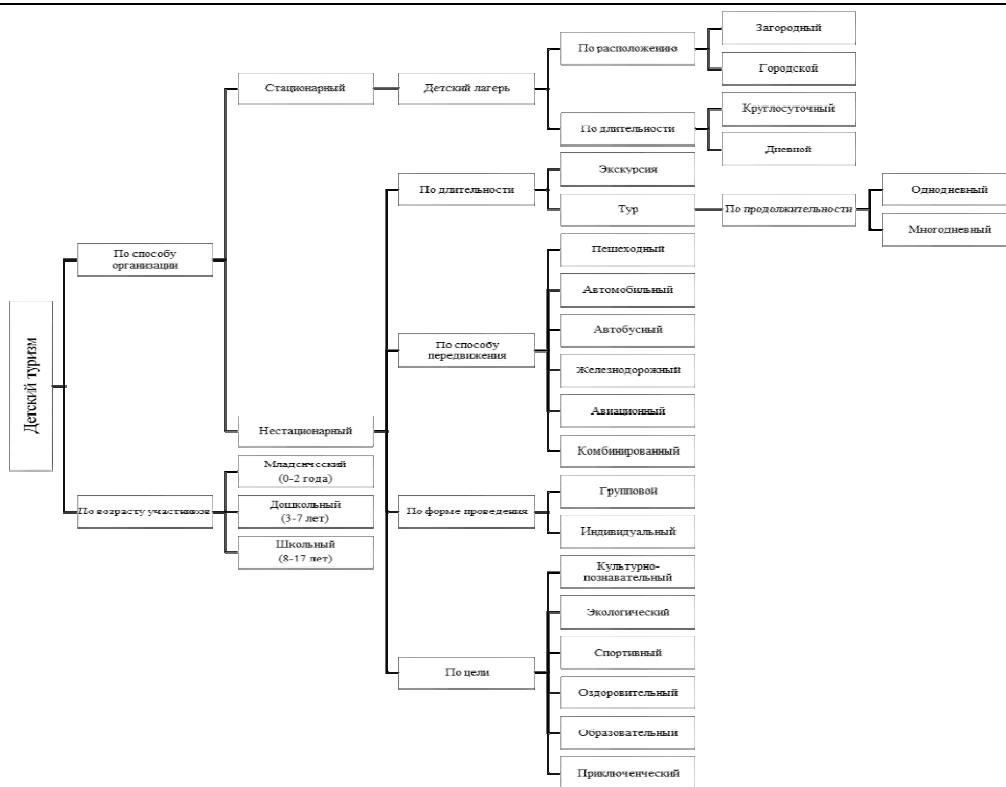 Детский туризм
По способу
организации
По возрасту участников
Стационарный
Нестационарный
Младенческий
(0-2 года)
Дошкольный
(3-7 лет)
Школьный
(8-17 лет)
Детский лагерь
По длительности
По способу
передвижения
По форме проведения
По цели
По расположению
По длительности
Экскурсия
Тур
Пешеходный
Автомобильный
Автобусный
Железнодорожный
Авиационный
Комбинированный
Групповой
Индивидуальный
Культурно-
познавательный
Экологический
Спортивный
Оздоровительный
Образовательный
Приключенческий
Загородный
Городской
Круглосуточный
Дневной
По продолжительности
Однодневный
Многодневный